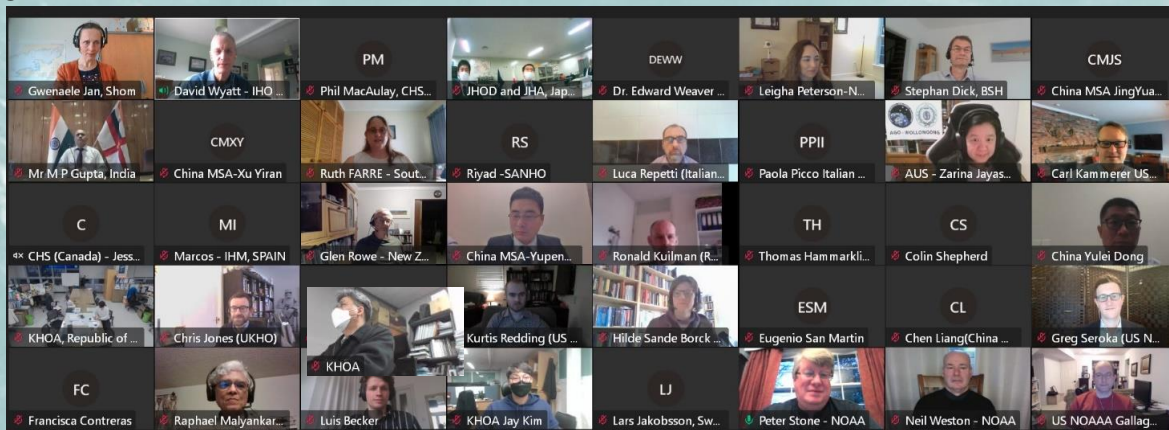 Gwenaele Jan, Shom
David Wyatt - IHO ...
PM
Phil MacAulay, CHS...
JHOD and JHA, Jap...
DEWW
Dr. Edward Weaver ...
Leigha Peterson-N...
Stephan Dick, BSH
CMJS
China MSA JingYua...
Mr M P Gupta, India
CMXY
China MSA-Xu Yiran
Ruth FARRE - Sout...
RS
Riyad -SANHO
Luca Repetti (Italian...
PPII
Paola Picco Italian ...
AGO-WOLLONGONG
AUS - Zarina Jayas...
Carl Kammerer US...
C
CHS (Canada) - Jess...
MI
Marcos - IHM, SPAIN
Glen Rowe - New Z...
China MSA-Yupen...
Ronald Kuilman (R...
TH
Thomas Hammarkli...
CS
Colin Shepherd
China Yulei Dong
KHOA, Republic of ...
Chris Jones (UKHO)
KHOA
Kurtis Redding (US ...
Hilde Sande Borck ...
ESM
Eugenio San Martin
CL
Chen Liang(China ...
Greg Seroka (US N...
FC
Francisca Contreras
Raphael Malyankar...
Luis Becker
KHOA Jay Kim
LJ
Lars Jakobsson, Sw...
Peter Stone - NOAA
Neil Weston - NOAA
US NOAAA Gallag...